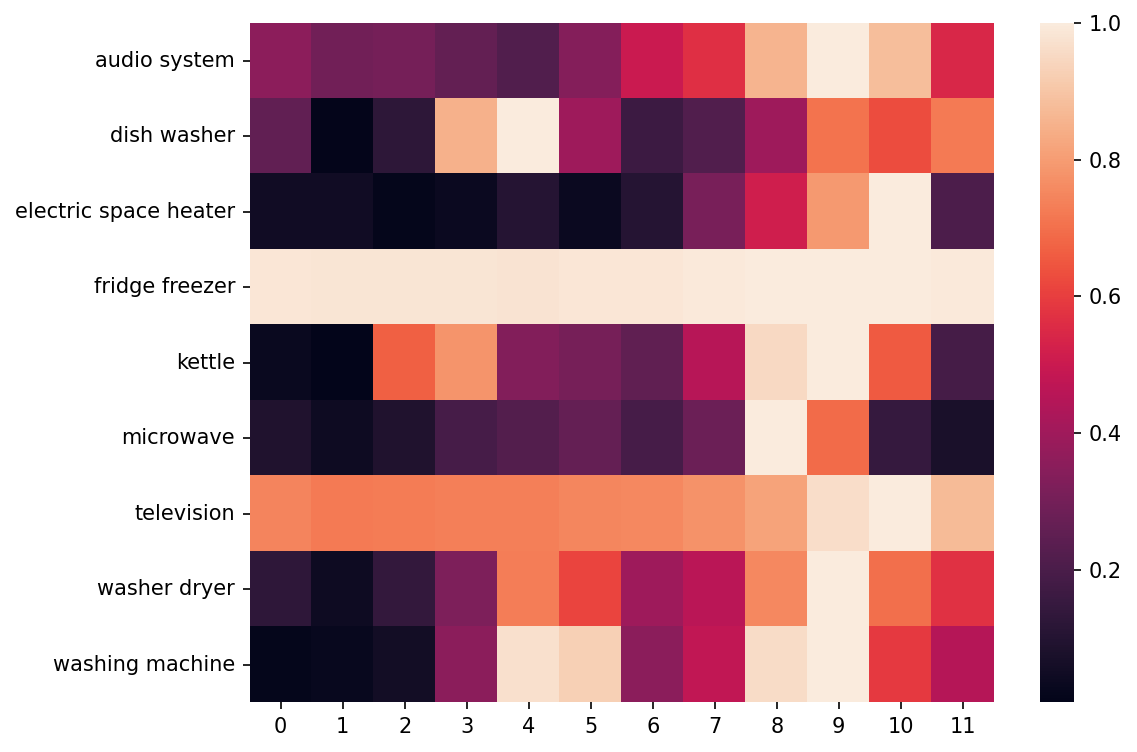 audio system
dish washer
electric space heater
fridge freezer
kettle
microwave
television
washer dryer
washing machine
0 1 2 3 4 5 6 7 8 9 10 11
1.0
0.8
0.6
0.4
0.2